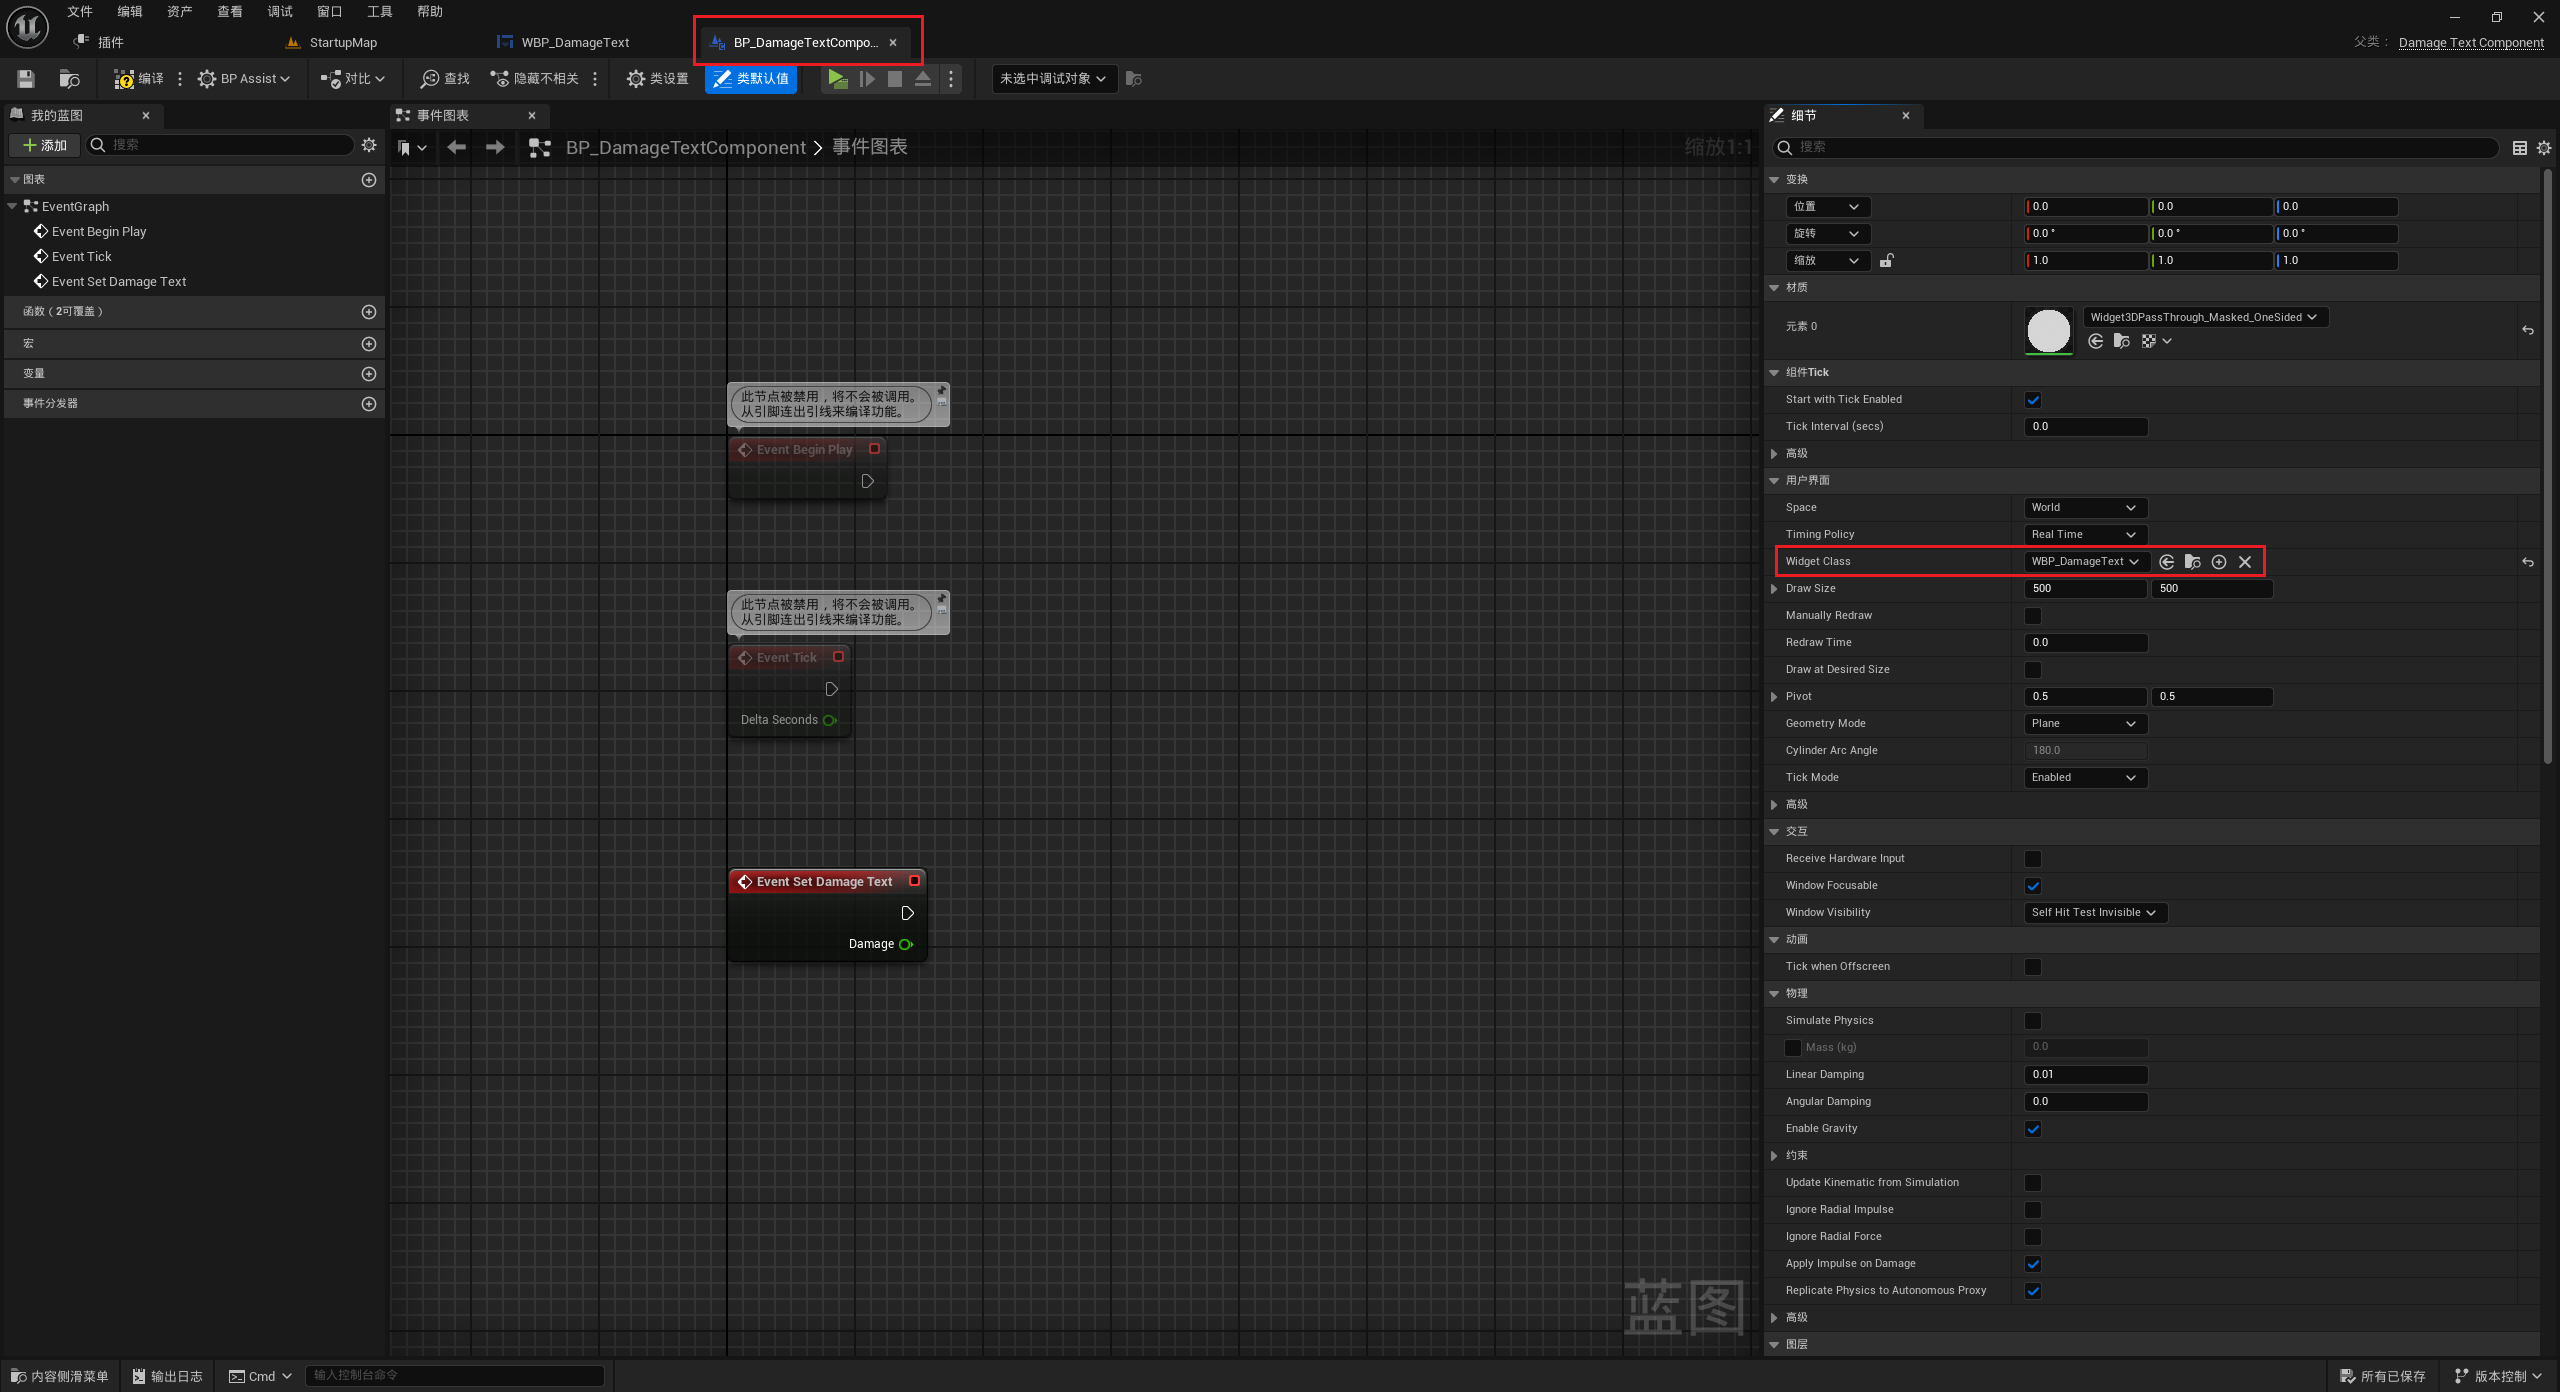 文件 编辑 资产 查看 调试 窗口 工具 帮助
插件 StartupMap WBP_DamageText BP_DamageTextCompo...
父类： Damage Text Component
编译 BP Assist 对比 查找 隐藏不相关 类设置 类默认值 未选中调试对象
我的蓝图
添加 搜索
图表
EventGraph
Event Begin Play
Event Tick
Event Set Damage Text
函数（2可覆盖）
宏
变量
事件分发器
事件图表
BP_DamageTextComponent > 事件图表
缩放1:1
此节点被禁用，将不会被调用。
从引脚连出引线来编译功能。
Event Begin Play
此节点被禁用，将不会被调用。
从引脚连出引线来编译功能。
Event Tick
Delta Seconds
Event Set Damage Text
Damage
蓝图
细节
搜索
变换
位置 0.0 0.0 0.0
旋转 0.0 ° 0.0 ° 0.0 °
缩放 1.0 1.0 1.0
材质
元素 0 Widget3DPassThrough_Masked_OneSided
组件Tick
Start with Tick Enabled
Tick Interval (secs) 0.0
高级
用户界面
Space World
Timing Policy Real Time
Widget Class WBP_DamageText
Draw Size 500 500
Manually Redraw
Redraw Time 0.0
Draw at Desired Size
Pivot 0.5 0.5
Geometry Mode Plane
Cylinder Arc Angle 180.0
Tick Mode Enabled
高级
交互
Receive Hardware Input
Window Focusable
Window Visibility Self Hit Test Invisible
动画
Tick when Offscreen
物理
Simulate Physics
Mass (kg) 0.0
Linear Damping 0.01
Angular Damping 0.0
Enable Gravity
约束
Update Kinematic from Simulation
Ignore Radial Impulse
Ignore Radial Force
Apply Impulse on Damage
Replicate Physics to Autonomous Proxy
高级
图层
内容侧滑菜单 输出日志 Cmd 输入控制台命令 所有已保存 版本控制